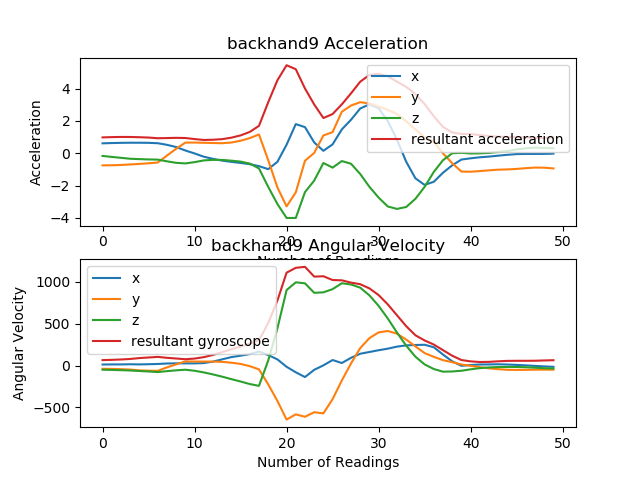 backhand9 Acceleration
Acceleration
4
2
0
−2
−4
x
y
z
resultant acceleration
0
10
20
30
40
50
Number of Readings
backhand9 Angular Velocity
Angular Velocity
1000
500
0
−500
x
y
z
resultant gyroscope
0
10
20
30
40
50
Number of Readings